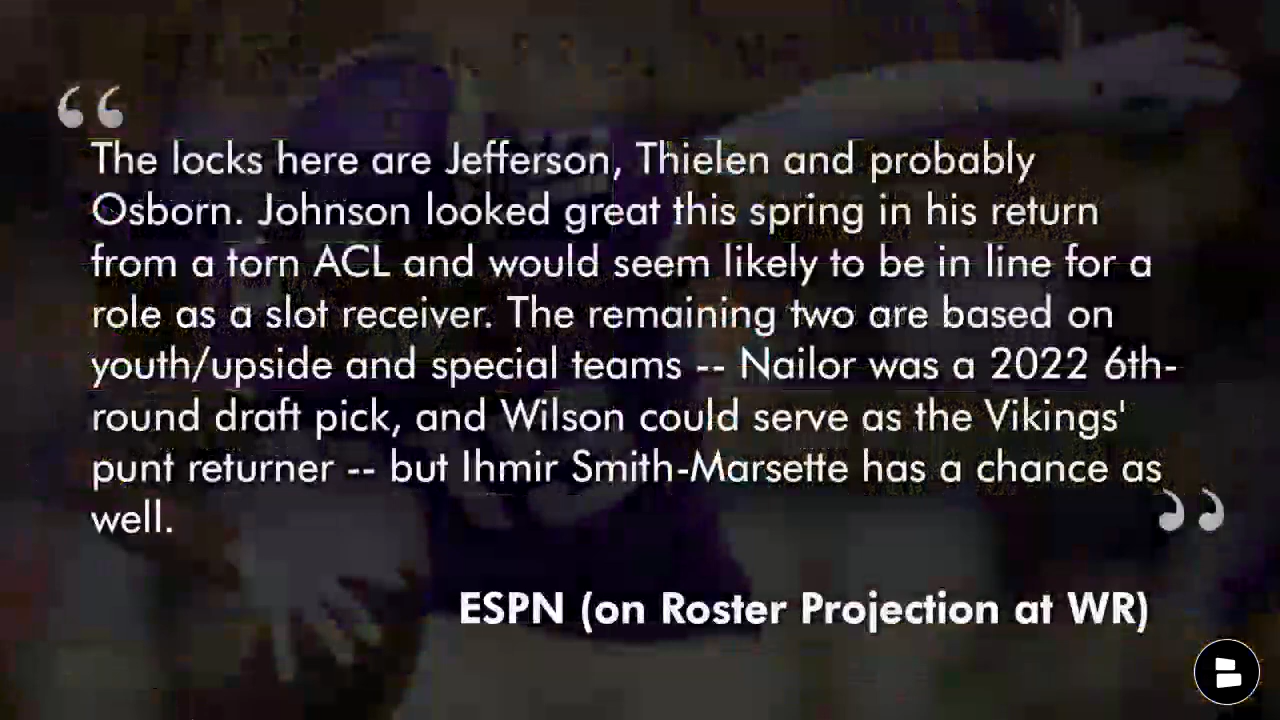 “
The locks here are Jefferson, Thielen and probably
Osborn. Johnson looked great this spring in his return
from a torn ACL and would seem likely to be in line for a
role as a slot receiver. The remaining two are based on
youth/upside and special teams -- Nailor was a 2022 6th-
round draft pick, and Wilson could serve as the Vikings'
punt returner -- but Ihmir Smith-Marsette has a chance as
well.
”
ESPN (on Roster Projection at WR)